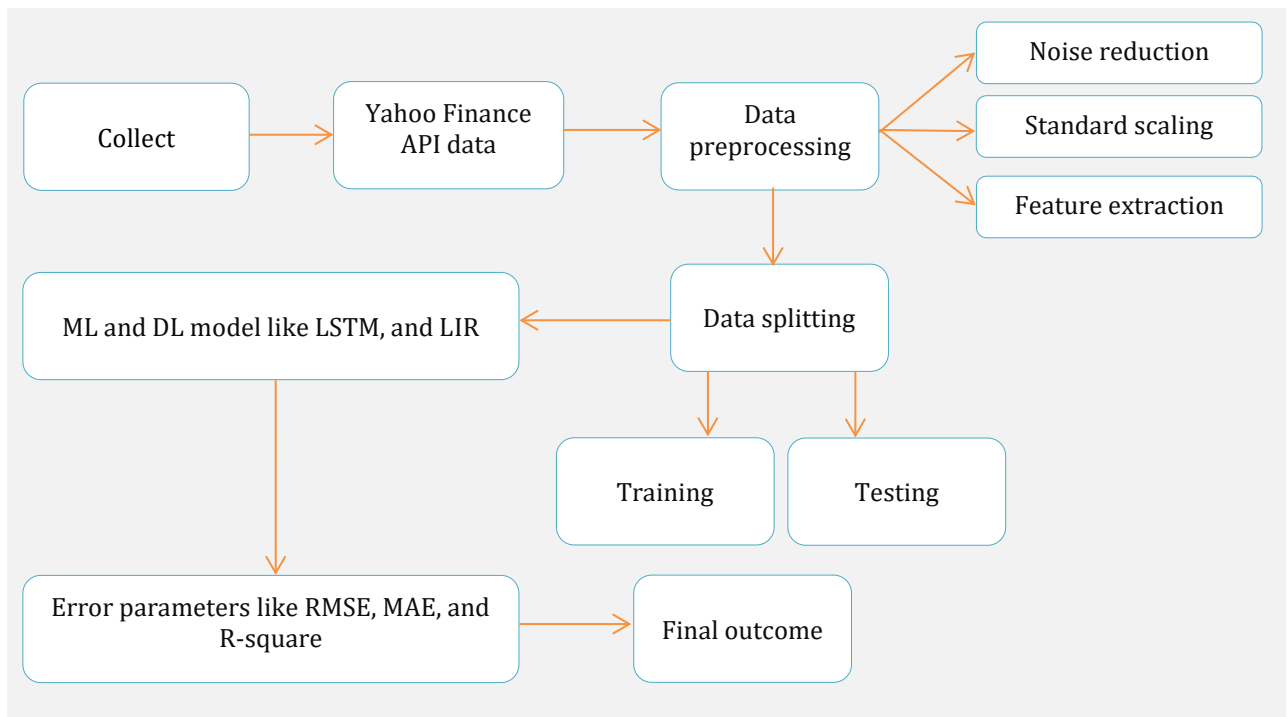 Collect
Yahoo Finance
API data
Data
preprocessing
Noise reduction
Standard scaling
Feature extraction
Data splitting
ML and DL model like LSTM, and LIR
Training
Testing
Error parameters like RMSE, MAE, and
R-square
Final outcome